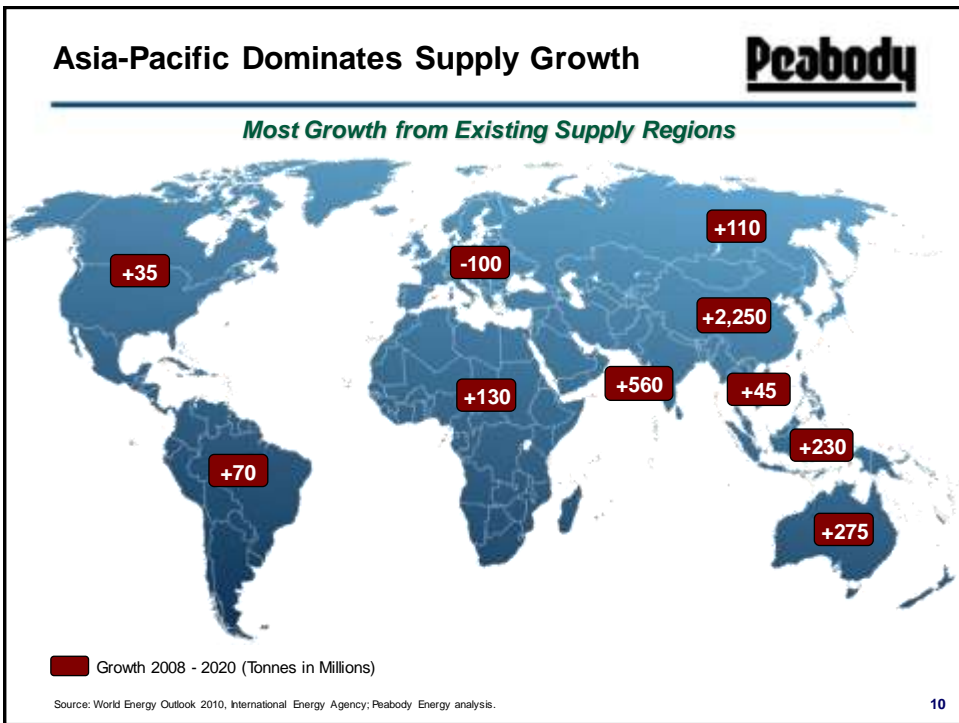 Asia-Pacific Dominates Supply Growth
Peabody
Most Growth from Existing Supply Regions
+110
-100
+35
+2,250
+560
+45
+130
+230
+70
+275
Growth 2008 - 2020 (Tonnes in Millions)
Source: World Energy Outlook 2010, International Energy Agency; Peabody Energy analysis.
10